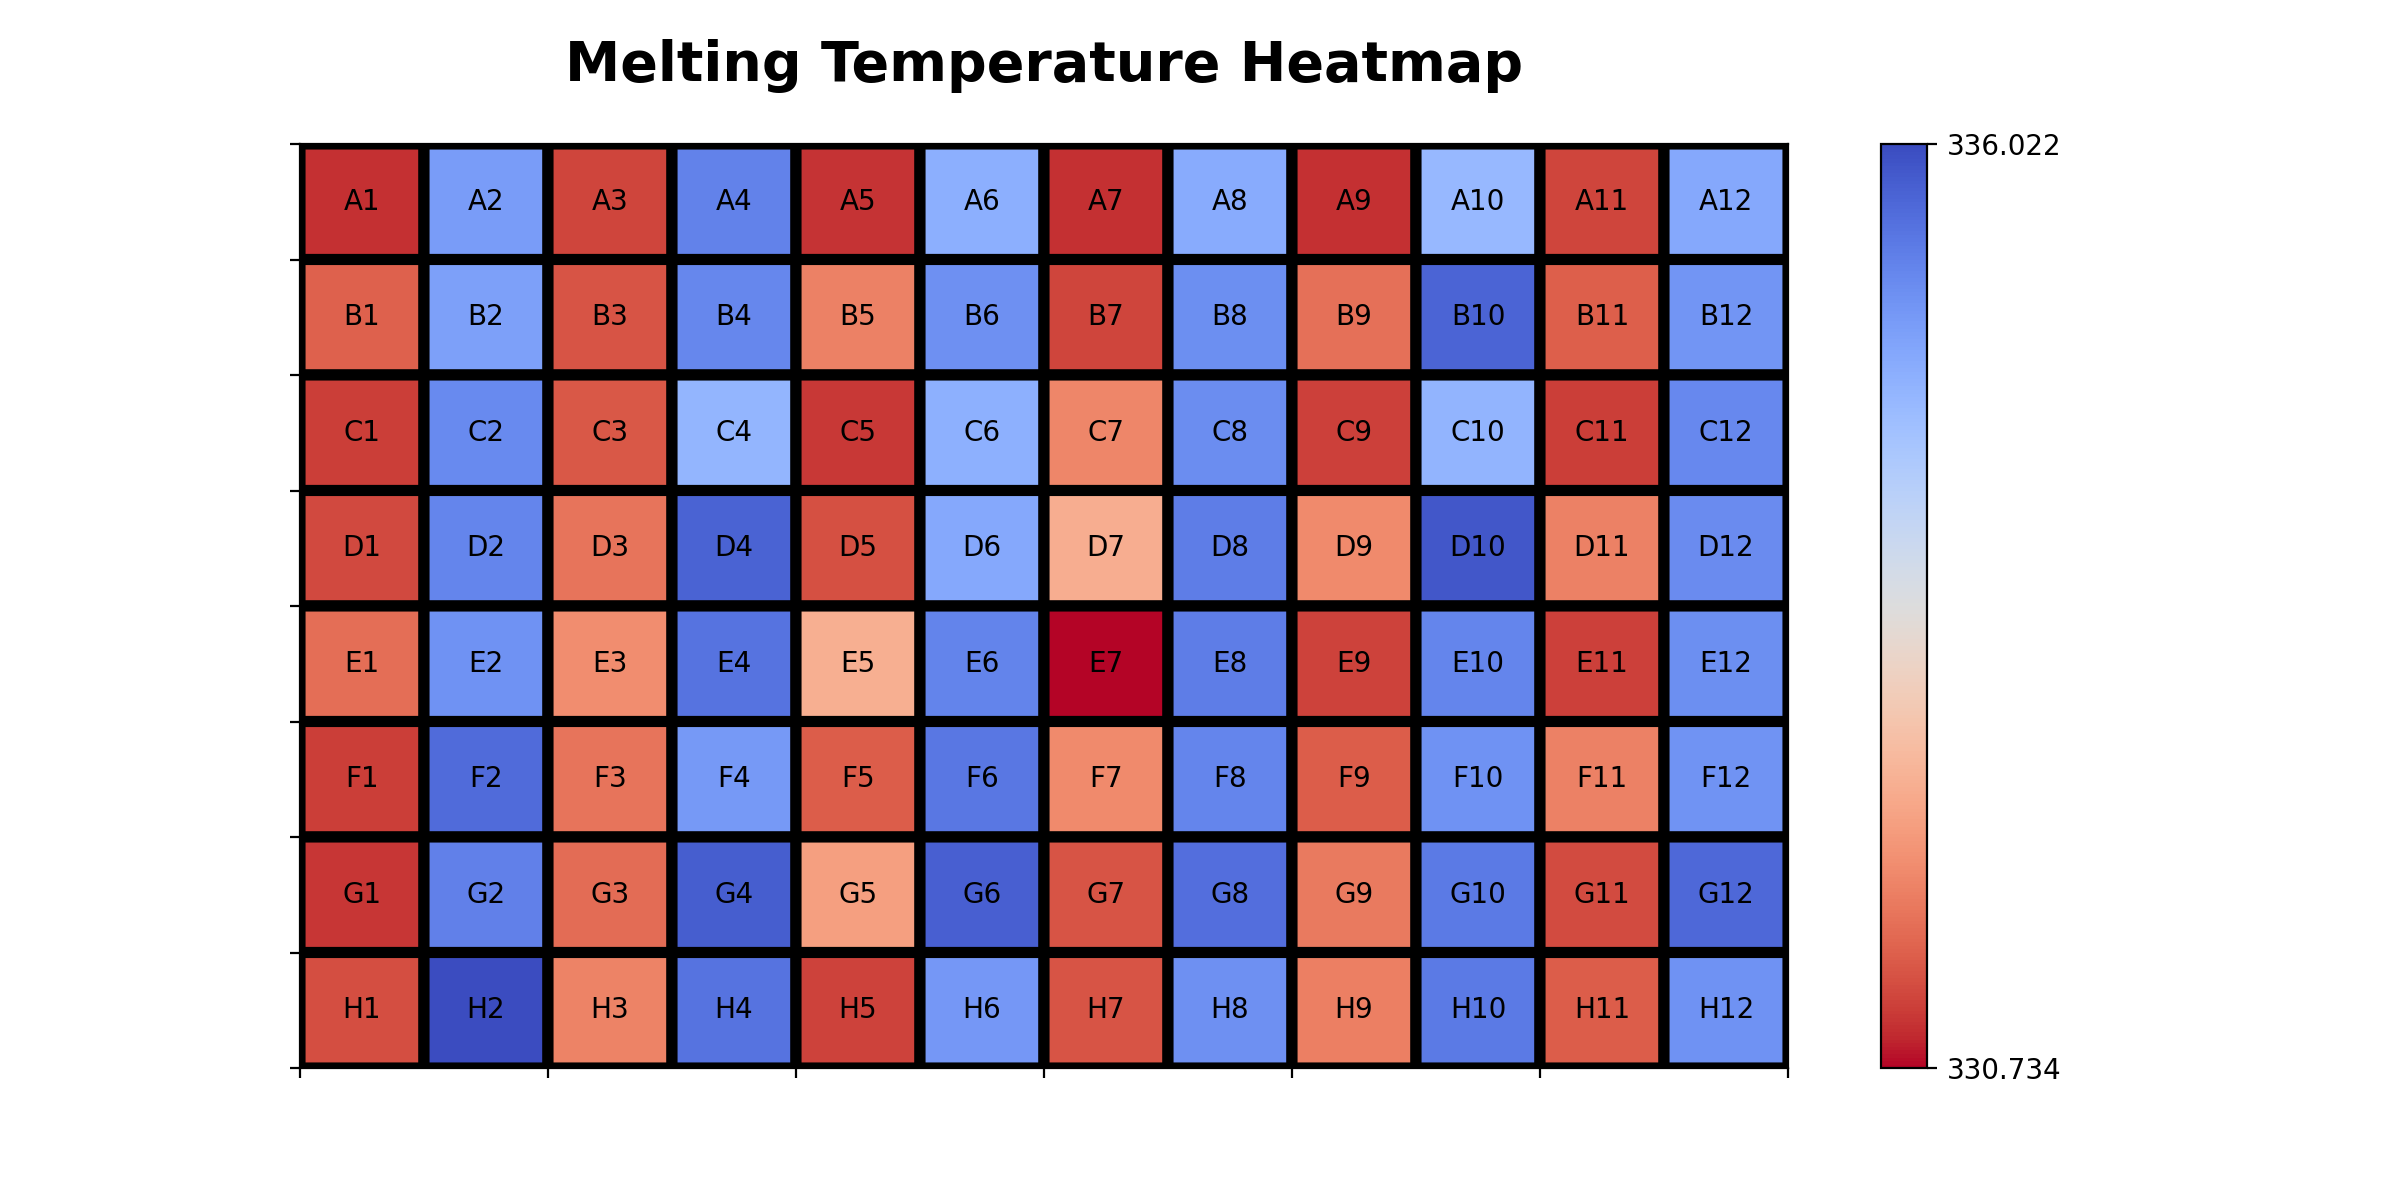 Melting Temperature Heatmap
336.022
A1 A2 A3 A4 A5 A6 A7 A8 A9 A10 A11 A12
B1 B2 B3 B4 B5 B6 B7 B8 B9 B10 B11 B12
C1 C2 C3 C4 C5 C6 C7 C8 C9 C10 C11 C12
D1 D2 D3 D4 D5 D6 D7 D8 D9 D10 D11 D12
E1 E2 E3 E4 E5 E6 E7 E8 E9 E10 E11 E12
F1 F2 F3 F4 F5 F6 F7 F8 F9 F10 F11 F12
G1 G2 G3 G4 G5 G6 G7 G8 G9 G10 G11 G12
H1 H2 H3 H4 H5 H6 H7 H8 H9 H10 H11 H12
330.734